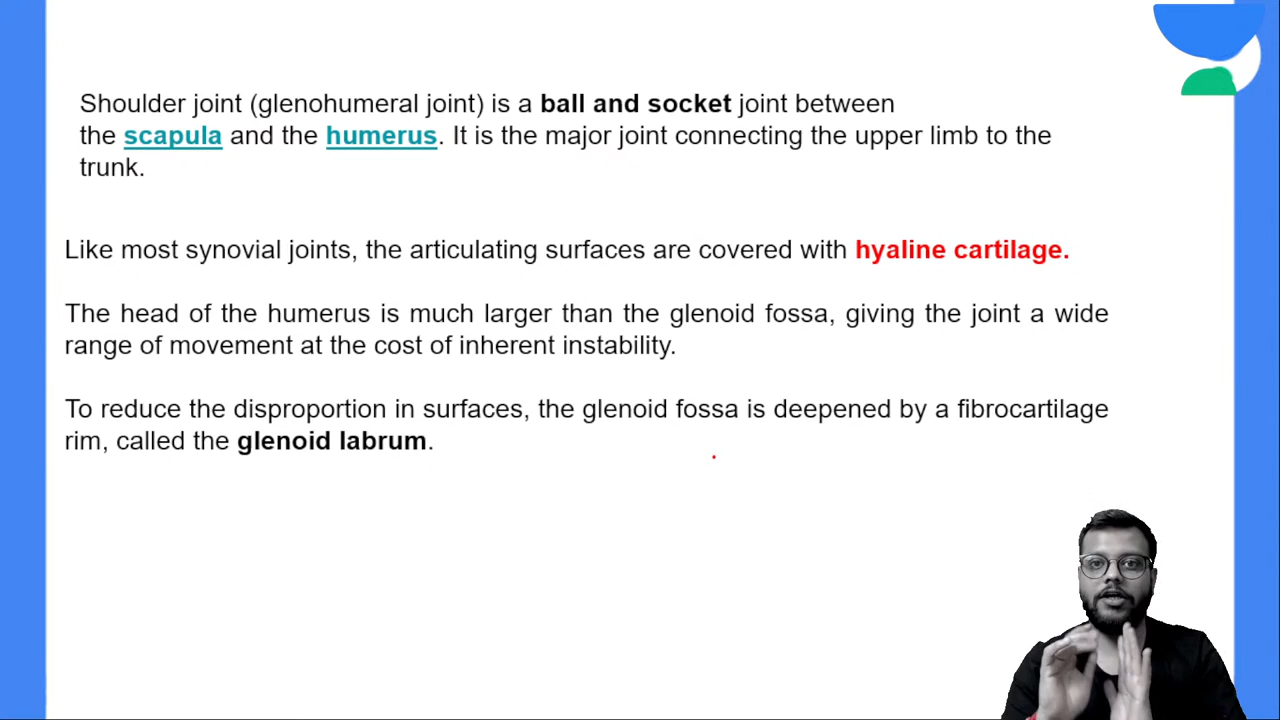 Shoulder joint (glenohumeral joint) is a ball and socket joint between
the scapula and the humerus. It is the major joint connecting the upper limb to the
trunk.
Like most synovial joints, the articulating surfaces are covered with hyaline cartilage.
The head of the humerus is much larger than the glenoid fossa, giving the joint a wide
range of movement at the cost of inherent instability.
To reduce the disproportion in surfaces, the glenoid fossa is deepened by a fibrocartilage
rim, called the glenoid labrum.